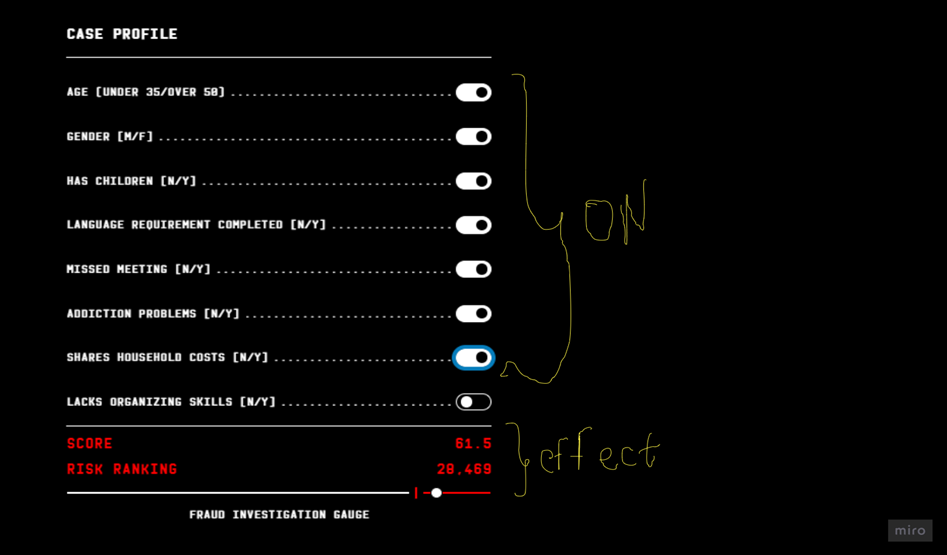 CASE PROFILE
AGE [UNDER 35/OVER 50]
GENDER [M/F]
HAS CHILDREN [N/Y]
ON
LANGUAGE REQUIREMENT COMPLETED [N/Y]
MISSED MEETING [N/Y]
ADDICTION PROBLEMS [N/Y]
SHARES HOUSEHOLD COSTS [N/Y]
LACKS ORGANIZING SKILLS [N/Y]
SCORE 61.5
effect
RISK RANKING 20,469
FRAUD INVESTIGATION GAUGE
miro